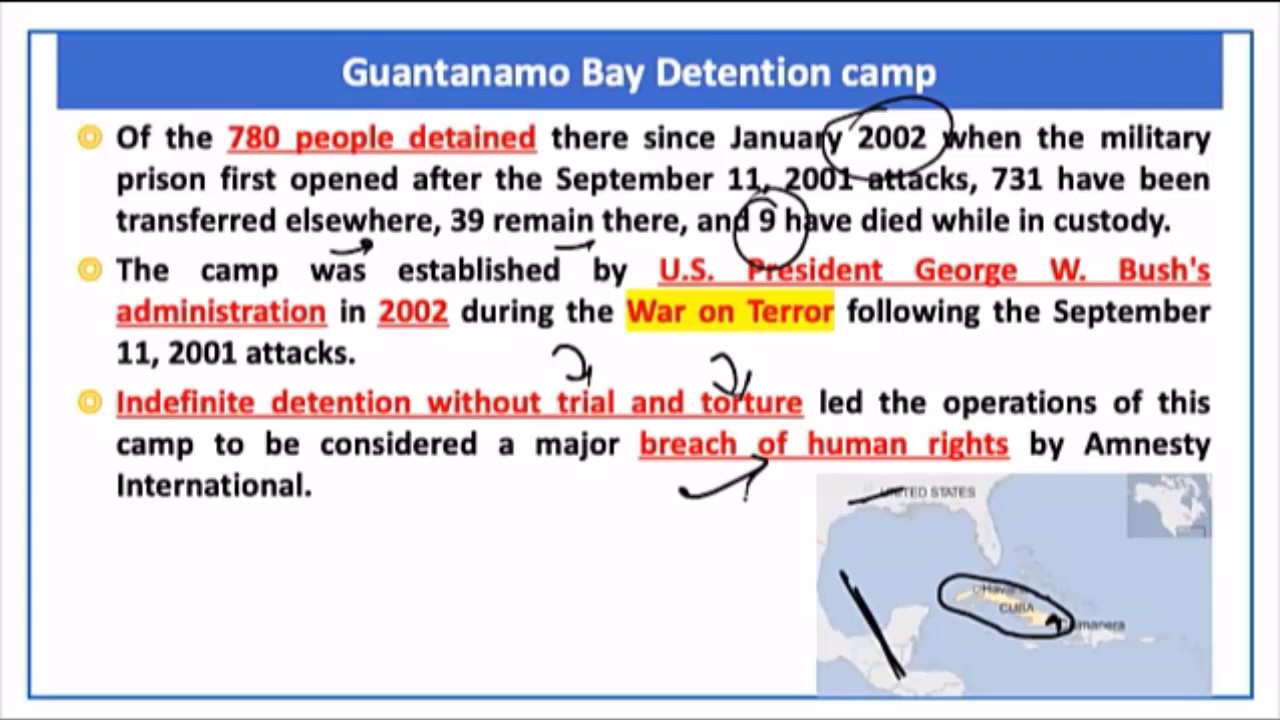 Guantanamo Bay Detention camp
Of the 780 people detained there since January 2002 when the military
prison first opened after the September 11, 2001 attacks, 731 have been
transferred elsewhere, 39 remain there, and 9 have died while in custody.
The camp was established by U.S. President George W. Bush's
administration in 2002 during the War on Terror following the September
11, 2001 attacks.
Indefinite detention without trial and torture led the operations of this
camp to be considered a major breach of human rights by Amnesty
International.
UNITED STATES
Havana
CUBA